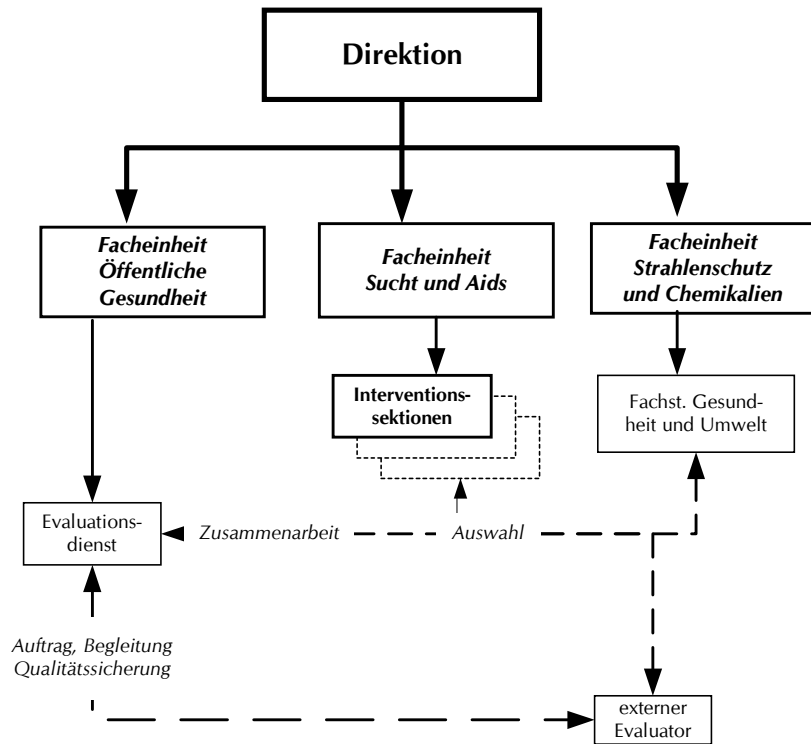 Direktion
Facheinheit
Öffentliche
Gesundheit
Facheinheit
Sucht und Aids
Facheinheit
Strahlenschutz
und Chemikalien
Interventions-
sektionen
Fachst. Gesund-
heit und Umwelt
Evaluations-
dienst
Zusammenarbeit
Auswahl
Auftrag, Begleitung
Qualitätssicherung
externer
Evaluator